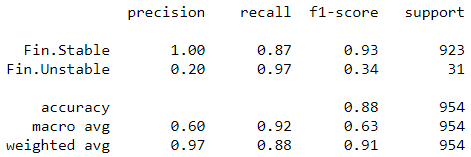 precision recall f1-score support
Fin.Stable 1.00 0.87 0.93 923
Fin.Unstable 0.20 0.97 0.34 31
accuracy 0.88 954
macro avg 0.60 0.92 0.63 954
weighted avg 0.97 0.88 0.91 954